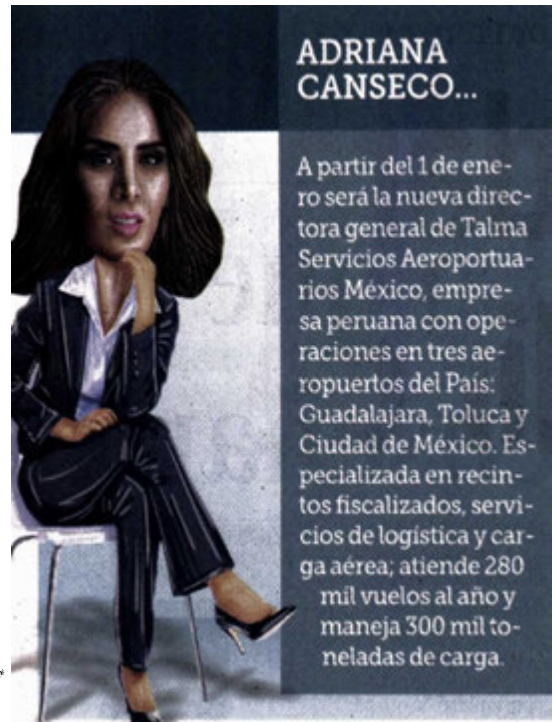 ADRIANA
CANSECO...
A partir del 1 de ene-
ro será la nueva direc-
tora general de Talma
Servicios Aeroportua-
rios México, empre-
sa peruana con ope-
raciones en tres ae-
ropuertos del País:
Guadalajara, Toluca y
Ciudad de México. Es-
pecializada en recin-
tos fiscalizados, servi-
cios de logística y car-
ga aérea; atiende 280
mil vuelos al año y
maneja 300 mil to-
neladas de carga.